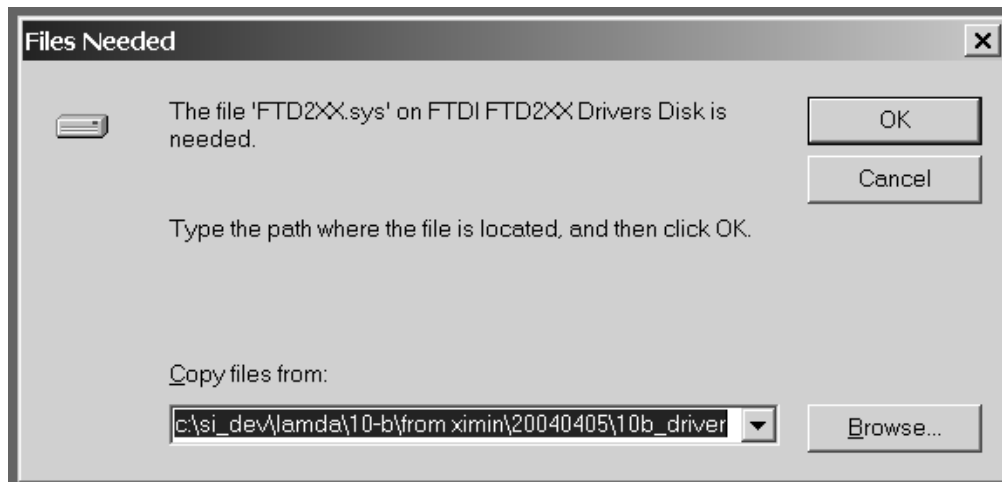 Files Needed
The file 'FTD2XX.sys' on FTDI FTD2XX Drivers Disk is
needed.
OK
Cancel
Type the path where the file is located, and then click OK.
Copy files from:
c:\si_dev\lamda\10-b\from ximin\20040405\10b_driver
Browse...